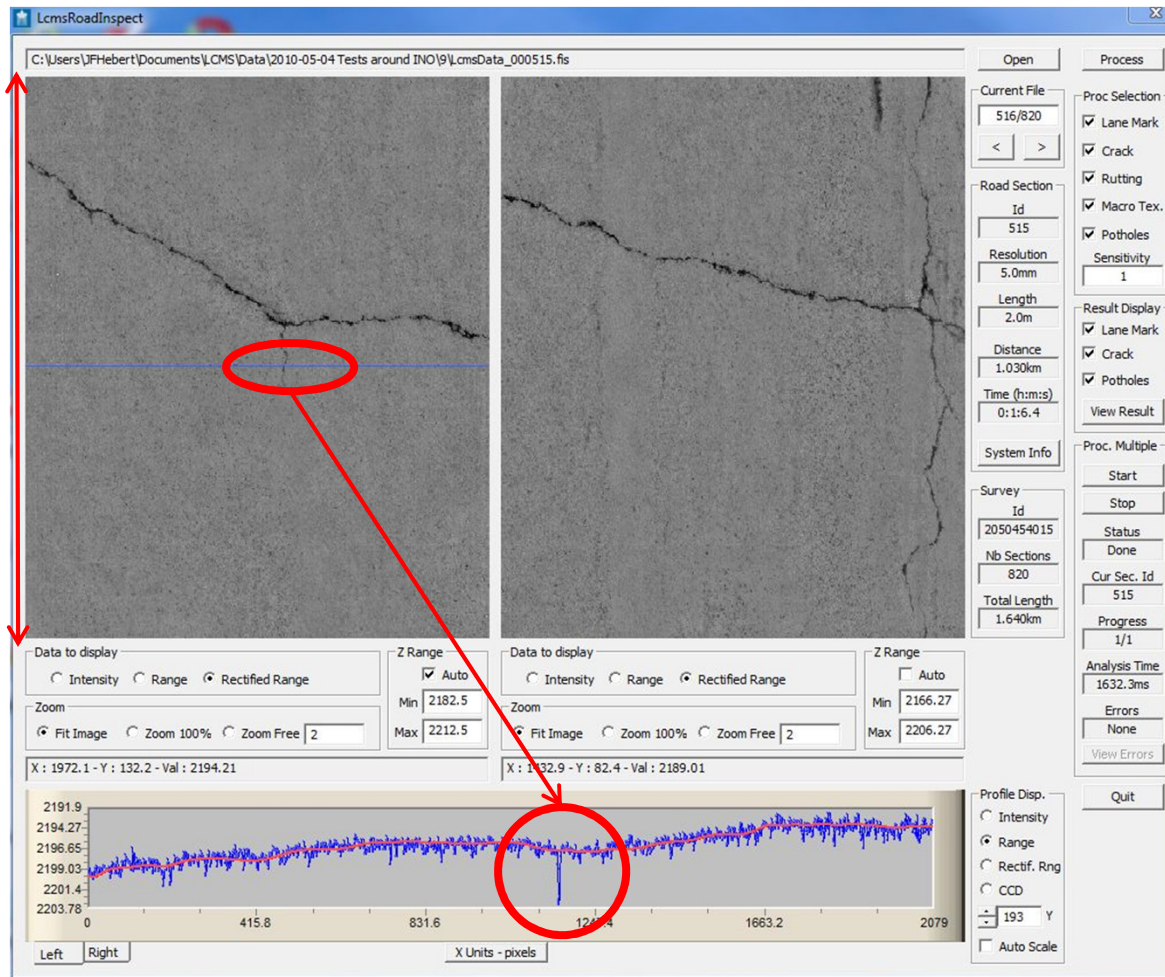 LcmsRoadInspect
C:\Users\JFHebert\Documents\LCMS\Data\2010-05-04 Tests around INO\9\LcmsData_000515.fis
Open
Process
Current File
516/820
<
>
Proc Selection
Lane Mark
Crack
Rutting
Macro Tex.
Potholes
Sensitivity
1
Road Section
Id
515
Resolution
5.0mm
Length
2.0m
Distance
1.030km
Time (h:m:s)
0:1:6.4
System Info
Result Display
Lane Mark
Crack
Potholes
View Result
Proc. Multiple
Start
Stop
Status
Done
Cur Sec. Id
515
Progress
1/1
Analysis Time
1632.3ms
Errors
None
View Errors
Survey
Id
2050454015
Nb Sections
820
Total Length
1.640km
Data to display
Intensity Range Rectified Range
Zoom
Fit Image Zoom 100% Zoom Free 2
Z Range
Auto
Min 2182.5
Max 2212.5
X : 1972.1 - Y : 132.2 - Val : 2194.21
Data to display
Intensity Range Rectified Range
Zoom
Fit Image Zoom 100% Zoom Free 2
Z Range
Auto
Min 2166.27
Max 2206.27
X : 1432.9 - Y : 82.4 - Val : 2189.01
2191.9
2194.27
2196.65
2199.03
2201.4
2203.78
0 415.8 831.6 1247.4 1663.2 2079
Left Right
X Units - pixels
Profile Disp.
Intensity
Range
Rectif. Rng
CCD
193 Y
Auto Scale
Quit